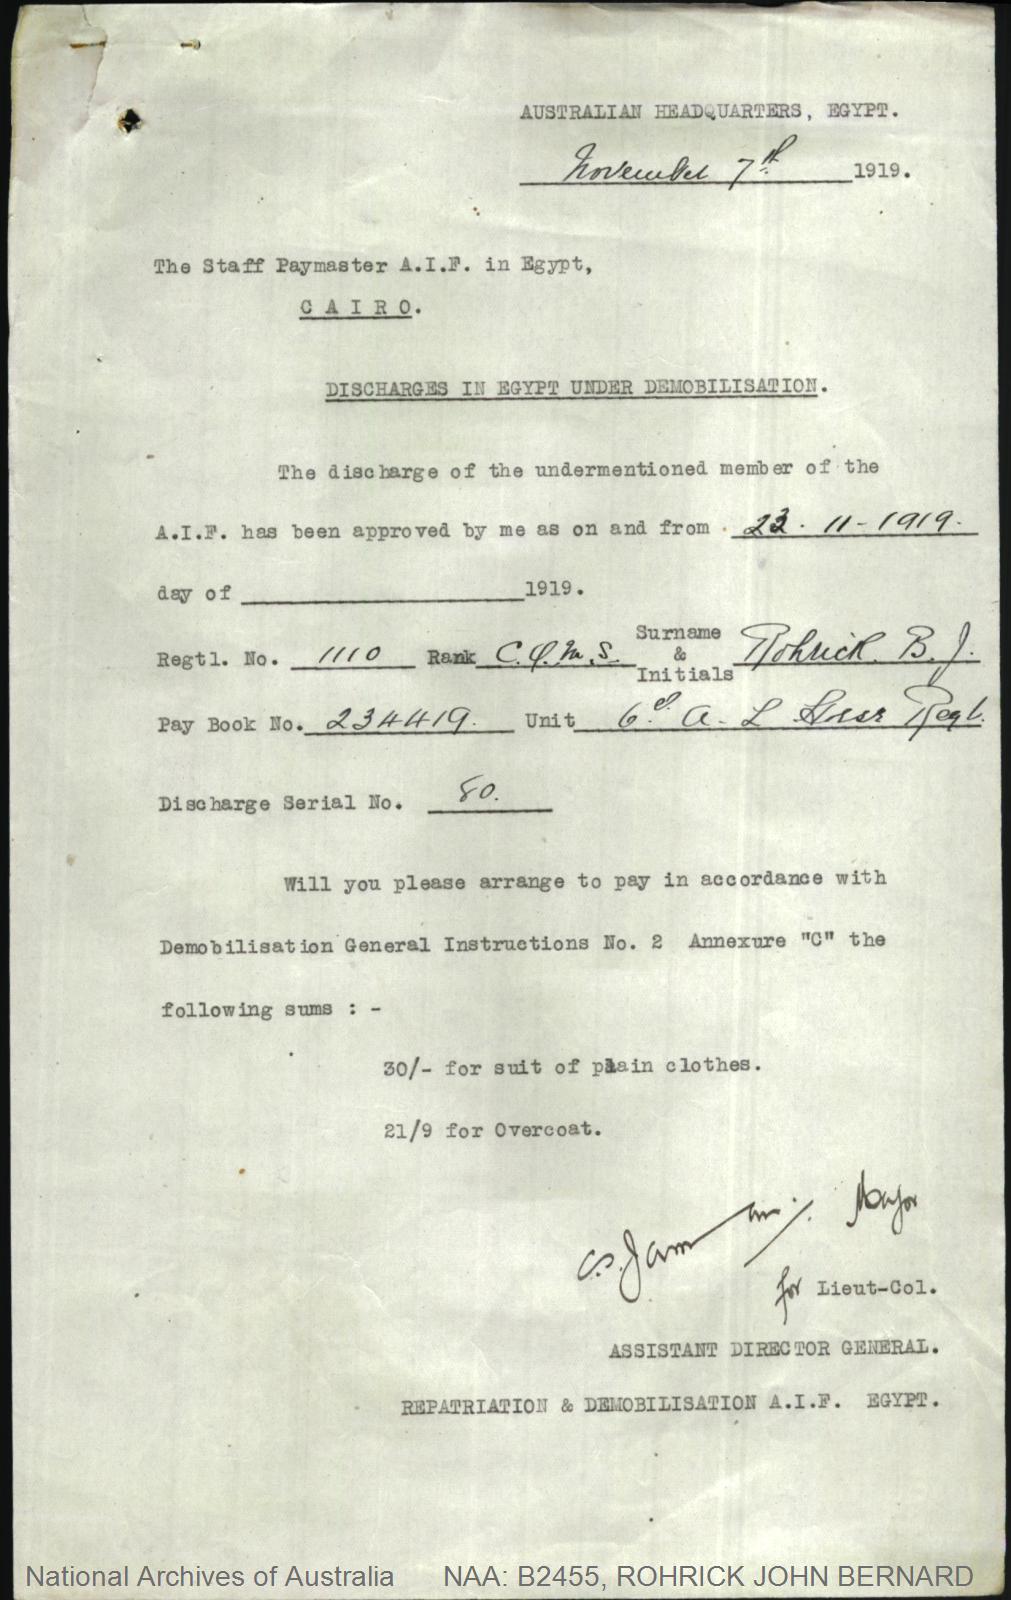 AUSTRALIAN HEADQUARTERS, EGYPT.
November 7th 1919.
The Staff Paymaster A.I.F. in Egypt,
C A I R O.
DISCHARGES IN EGYPT UNDER DEMOBILISATION.
The discharge of the undermentioned member of the
A.I.F. has been approved by me as on and from 23. 11-1919.
day of 1919.
Regtl. No. 1110 Rank C.Q.M.S. Surname & Initials Rohrick B. J.
Pay Book No. 234419. Unit 6th A. L Horse Regt.
Discharge Serial No. 80.
Will you please arrange to pay in accordance with
Demobilisation General Instructions No. 2 Annexure "C" the
following sums : -
30/- for suit of plain clothes.
21/9 for Overcoat.
Major
for Lieut-Col.
ASSISTANT DIRECTOR GENERAL.
REPATRIATION & DEMOBILISATION A.I.F. EGYPT.
National Archives of Australia NAA: B2455, ROHRICK JOHN BERNARD